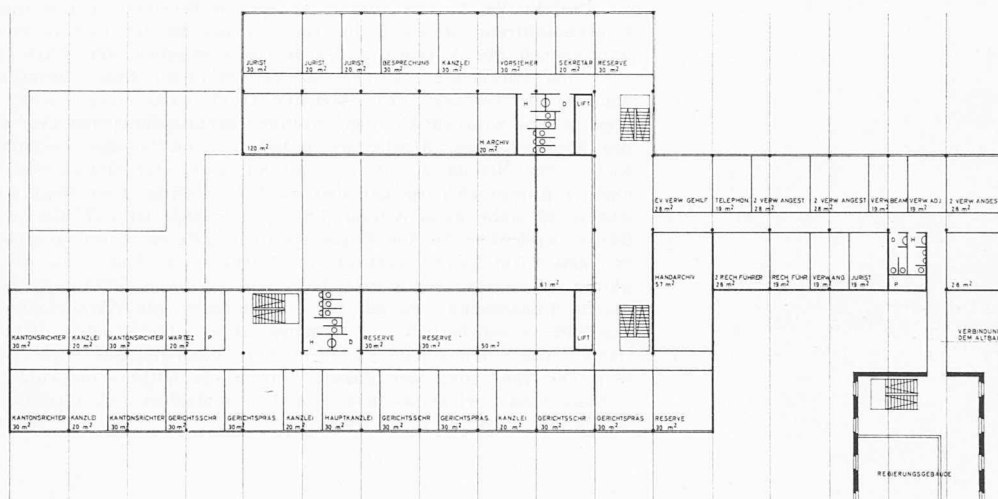 JURIST JURIST JURIST BESPRECHUNG KANZLEI VORSTEHER SEKRETÄR RESERVE
30 m² 20 m² 20 m² 30 m² 30 m² 30 m² 20 m² 30 m²
H D LIFT
120 m² H.ARCHIV
20 m²
EV VERW. GEHILF TELEPHON 2 VERW ANGEST 2 VERW. ANGEST VERW.BEAM VERW ADJ 2 VERW ANGEST
28 m² 19 m² 28 m² 28 m² 19 m² 19 m² 28 m²
D H
HANDARCHIV 2 RECH FÜHRER RECH. FÜHR VERW ANG JURIST
57 m² 28 m² 19 m² 19 m² 19 m² P 28 m²
61 m²
KANTONSRICHTER KANZLEI KANTONSRICHTER WARTEZ P H D RESERVE RESERVE LIFT
30 m² 20 m² 30 m² 20 m² 30 m² 30 m² 50 m²
VERBINDUNG
DEM ALTBAU
KANTONSRICHTER KANZLEI KANTONSRICHTER GERICHTSSCHR GERICHTSPRÄS. KANZLEI HAUPTKANZLEI GERICHTSSCHR GERICHTSPRÄS KANZLEI GERICHTSSCHR GERICHTSPRÄS. RESERVE
30 m² 20 m² 30 m² 30 m² 30 m² 20 m² 30 m² 30 m² 30 m² 20 m² 30 m² 30 m² 30 m²
REGIERUNGSGEBÄUDE